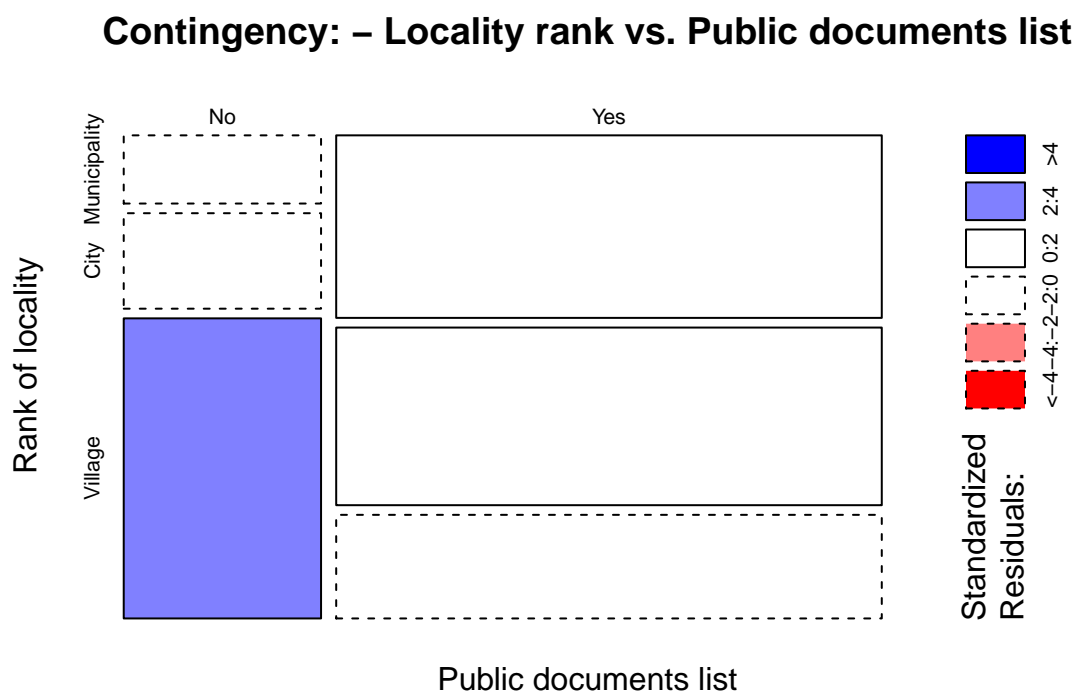 Contingency: – Locality rank vs. Public documents list
No
Yes
Municipality
City
Village
Rank of locality
Public documents list
Standardized
Residuals:
<−4
−4:−2
−2:0
0:2
2:4
>4